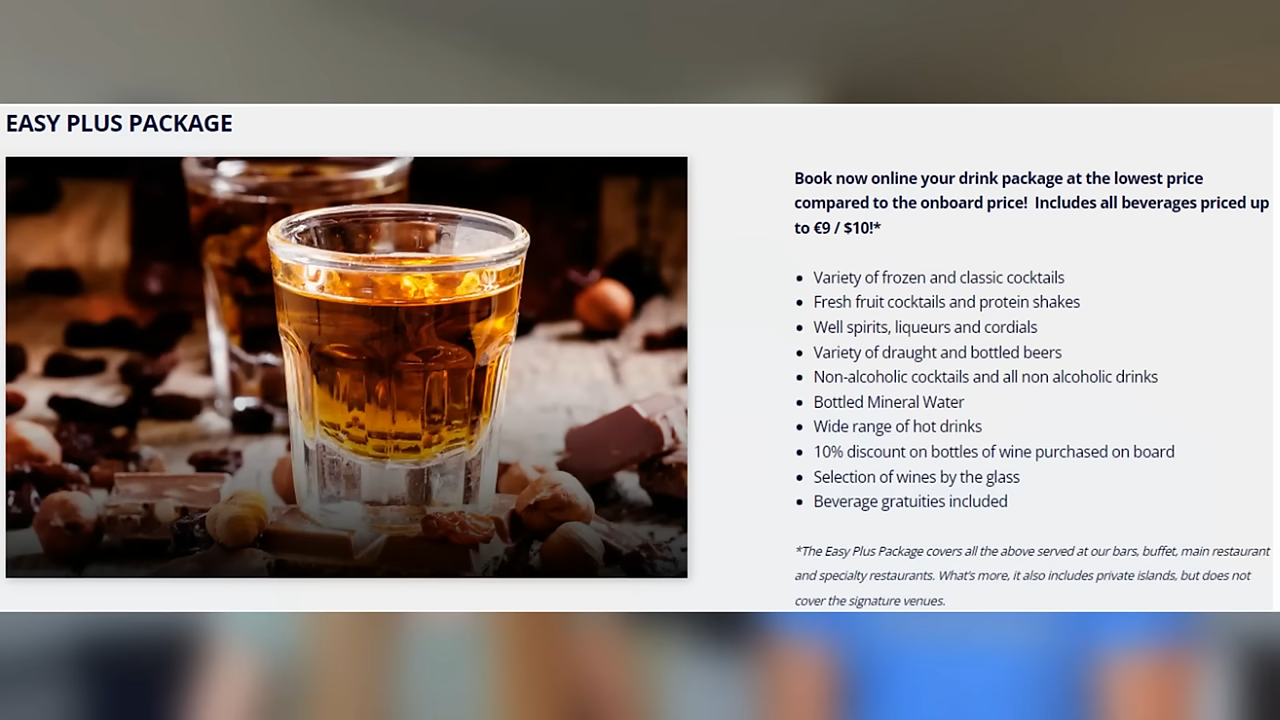 EASY PLUS PACKAGE
Book now online your drink package at the lowest price
compared to the onboard price! Includes all beverages priced up
to €9 / $10!*
Variety of frozen and classic cocktails
Fresh fruit cocktails and protein shakes
Well spirits, liqueurs and cordials
Variety of draught and bottled beers
Non-alcoholic cocktails and all non alcoholic drinks
Bottled Mineral Water
Wide range of hot drinks
10% discount on bottles of wine purchased on board
Selection of wines by the glass
Beverage gratuities included
*The Easy Plus Package covers all the above served at our bars, buffet, main restaurant
and specialty restaurants. What's more, it also includes private islands, but does not
cover the signature venues.